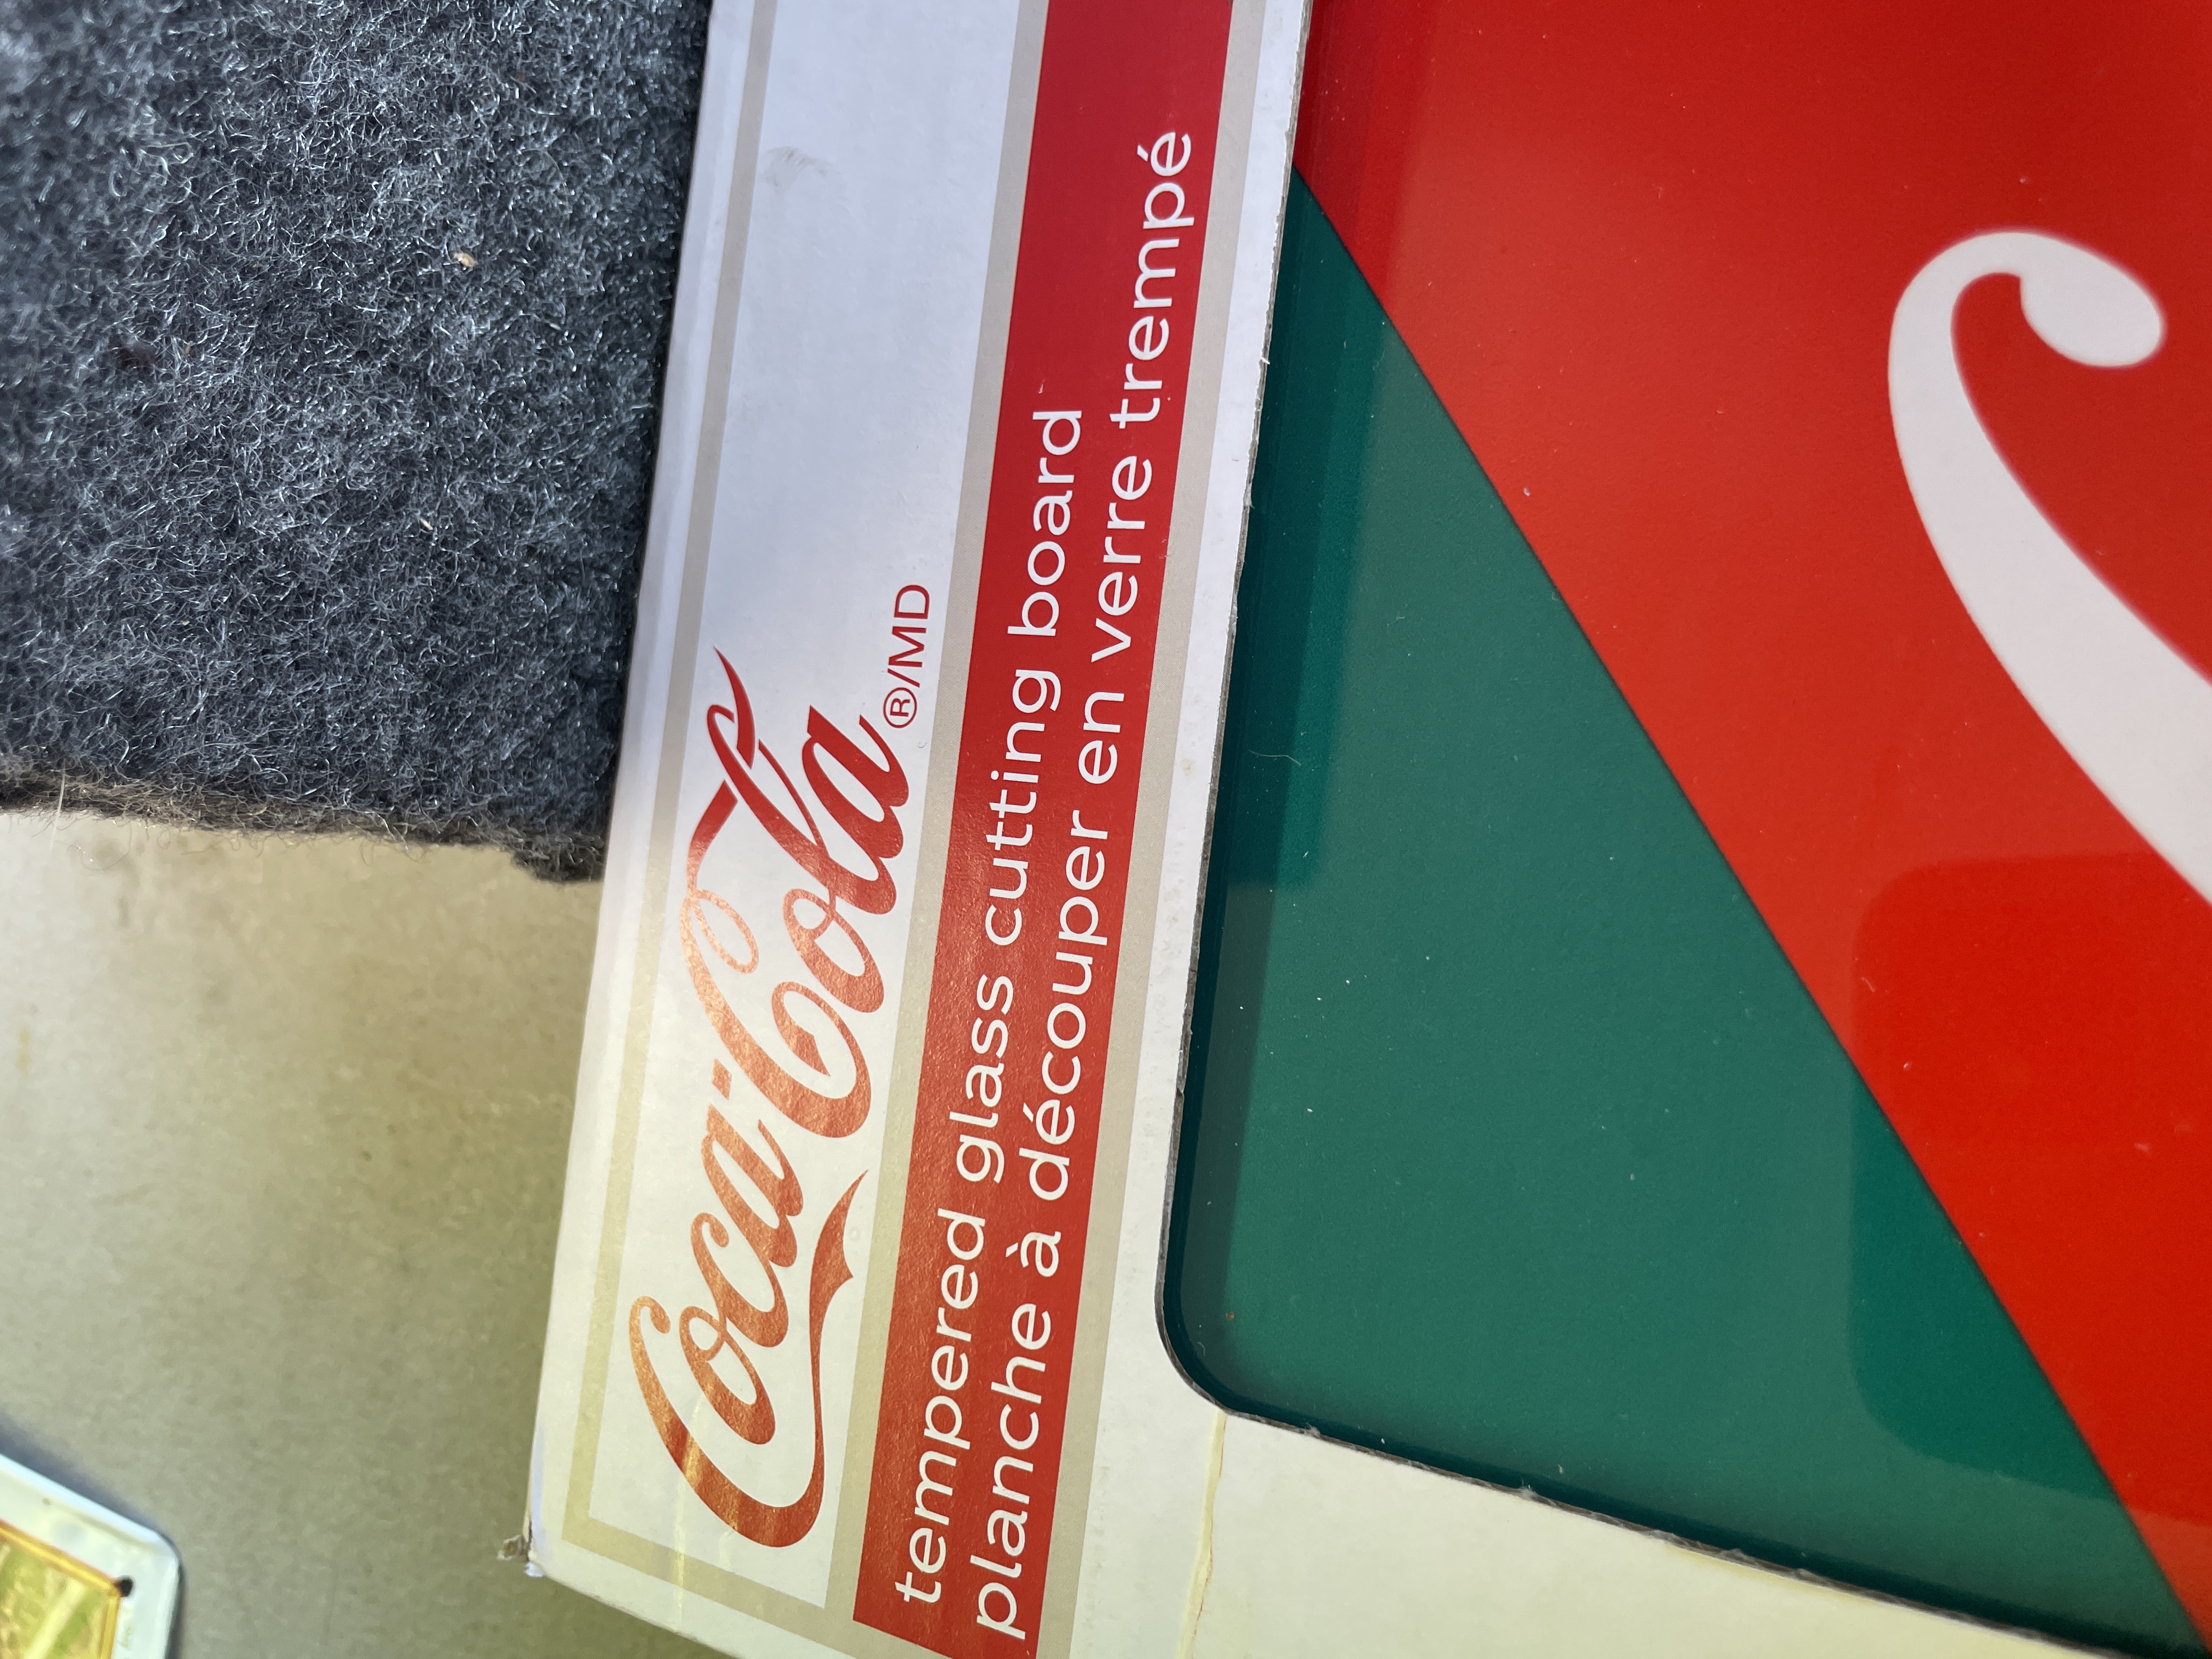 Coca-Cola ®/MD
tempered glass cutting board
planche à découper en verre trempé